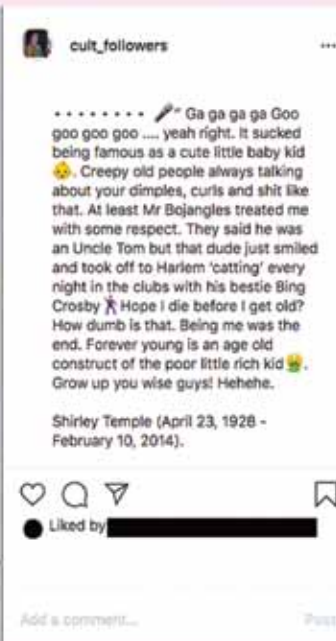 cult_followers
• • • • • • • • 🎤" Ga ga ga ga Goo
goo goo goo .... yeah right. It sucked
being famous as a cute little baby kid
👶. Creepy old people always talking
about your dimples, curls and shit like
that. At least Mr Bojangles treated me
with some respect. They said he was
an Uncle Tom but that dude just smiled
and took off to Harlem 'catting' every
night in the clubs with his bestie Bing
Crosby 🕺 Hope I die before I get old?
How dumb is that. Being me was the
end. Forever young is an age old
construct of the poor little rich kid 🤑.
Grow up you wise guys! Hehehe.
Shirley Temple (April 23, 1928 -
February 10, 2014).
Liked by
Add a comment...
Post